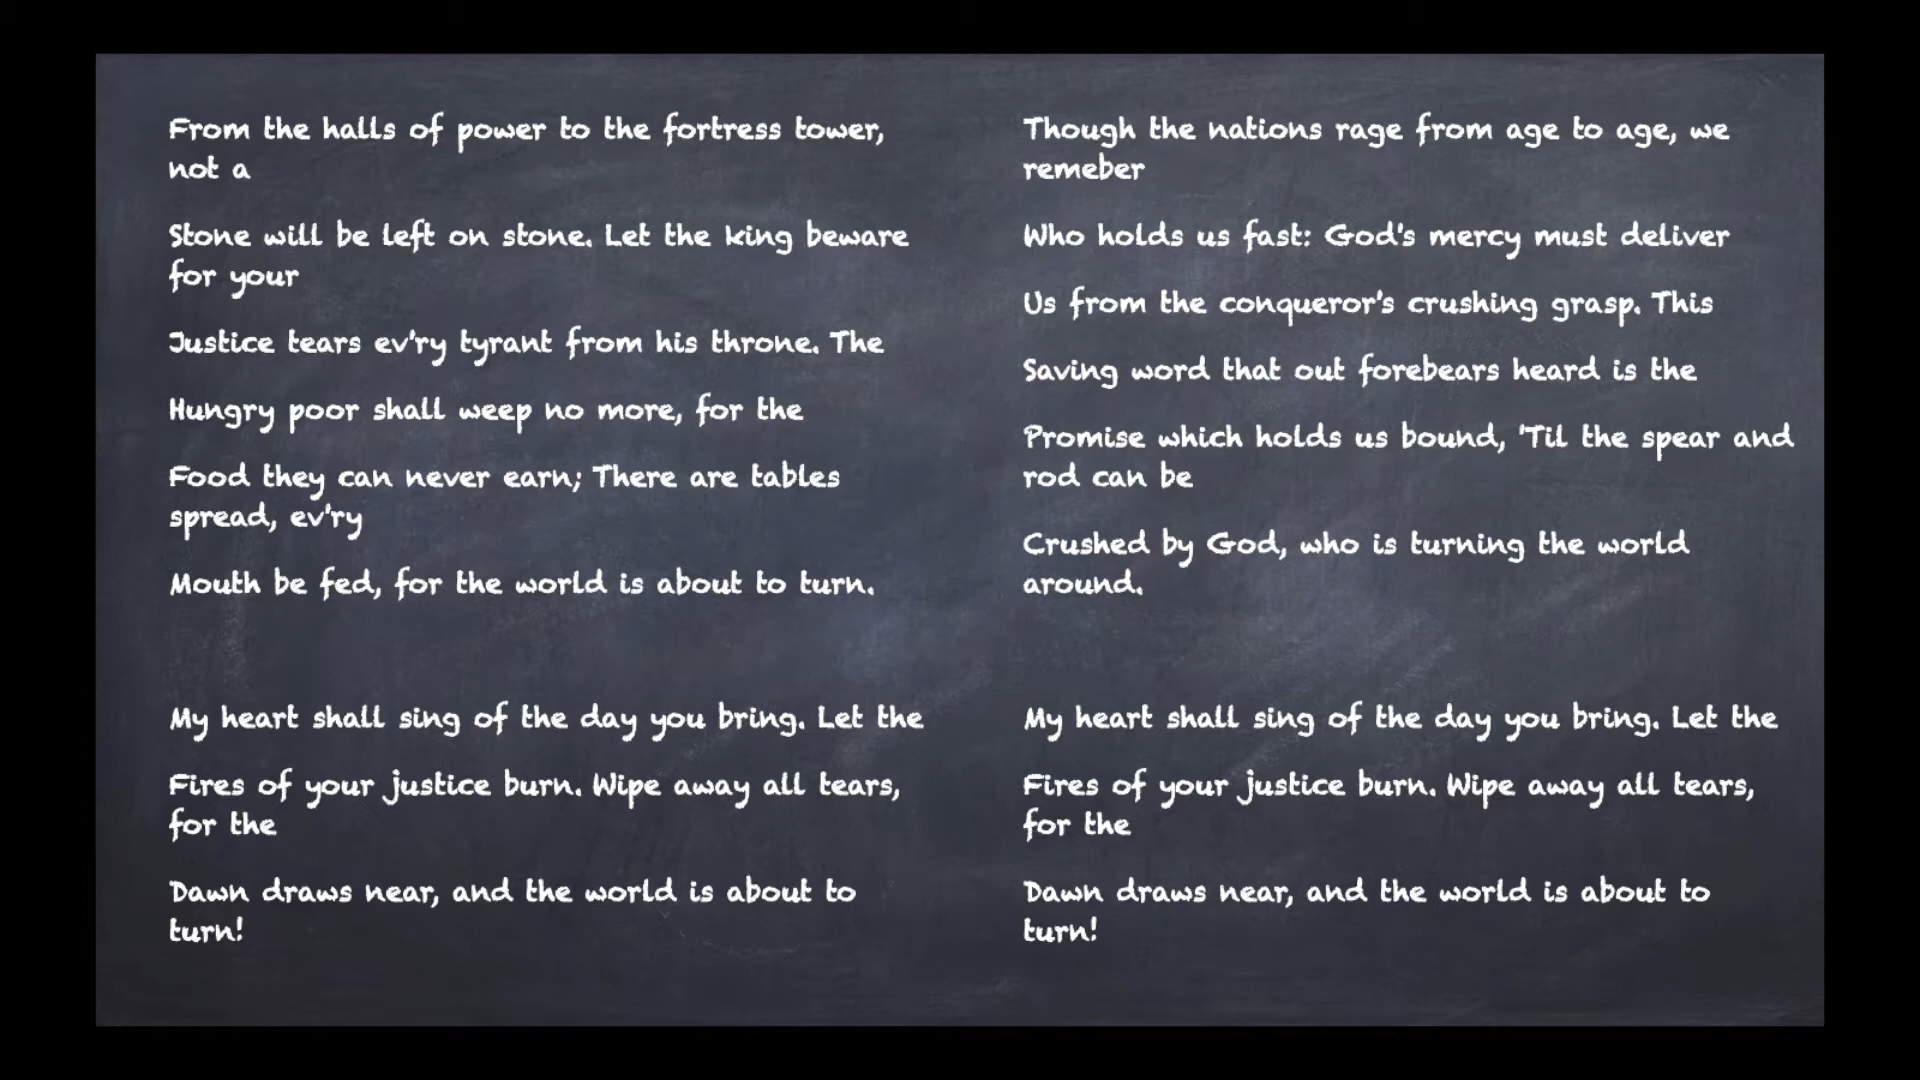 From the halls of power to the fortress tower,
not a
Stone will be left on stone. Let the king beware
for your
Justice tears ev'ry tyrant from his throne. The
Hungry poor shall weep no more, for the
Food they can never earn; There are tables
spread, ev'ry
Mouth be fed, for the world is about to turn.
My heart shall sing of the day you bring. Let the
Fires of your justice burn. Wipe away all tears,
for the
Dawn draws near, and the world is about to
turn!
Though the nations rage from age to age, we
remeber
Who holds us fast: God's mercy must deliver
Us from the conqueror's crushing grasp. This
Saving word that out forebears heard is the
Promise which holds us bound, 'Til the spear and
rod can be
Crushed by God, who is turning the world
around.
My heart shall sing of the day you bring. Let the
Fires of your justice burn. Wipe away all tears,
for the
Dawn draws near, and the world is about to
turn!